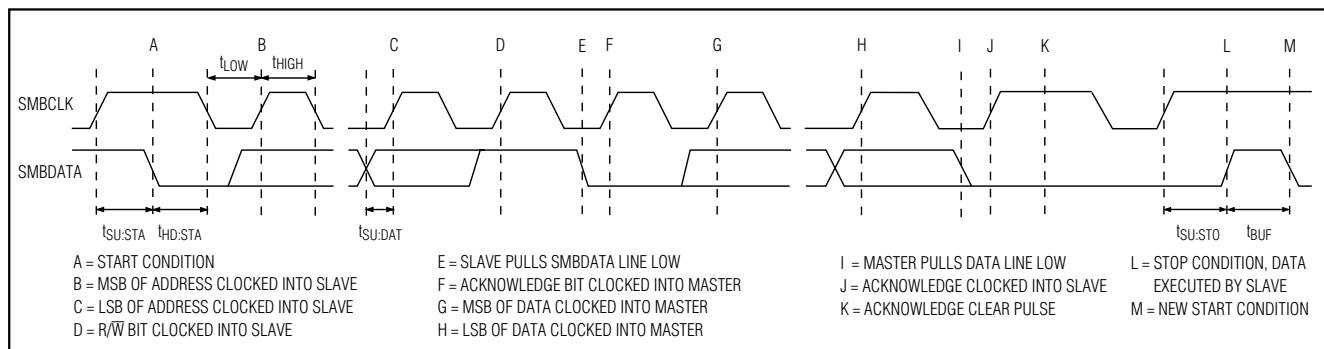 A B C D E F G H I J K L M
tLOW tHIGH
SMBCLK
SMBDATA
tSU:STA tHD:STA tSU:DAT tSU:STO tBUF
A = START CONDITION
B = MSB OF ADDRESS CLOCKED INTO SLAVE
C = LSB OF ADDRESS CLOCKED INTO SLAVE
D = R/W̅ BIT CLOCKED INTO SLAVE
E = SLAVE PULLS SMBDATA LINE LOW
F = ACKNOWLEDGE BIT CLOCKED INTO MASTER
G = MSB OF DATA CLOCKED INTO MASTER
H = LSB OF DATA CLOCKED INTO MASTER
I = MASTER PULLS DATA LINE LOW
J = ACKNOWLEDGE CLOCKED INTO SLAVE
K = ACKNOWLEDGE CLEAR PULSE
L = STOP CONDITION, DATA
EXECUTED BY SLAVE
M = NEW START CONDITION